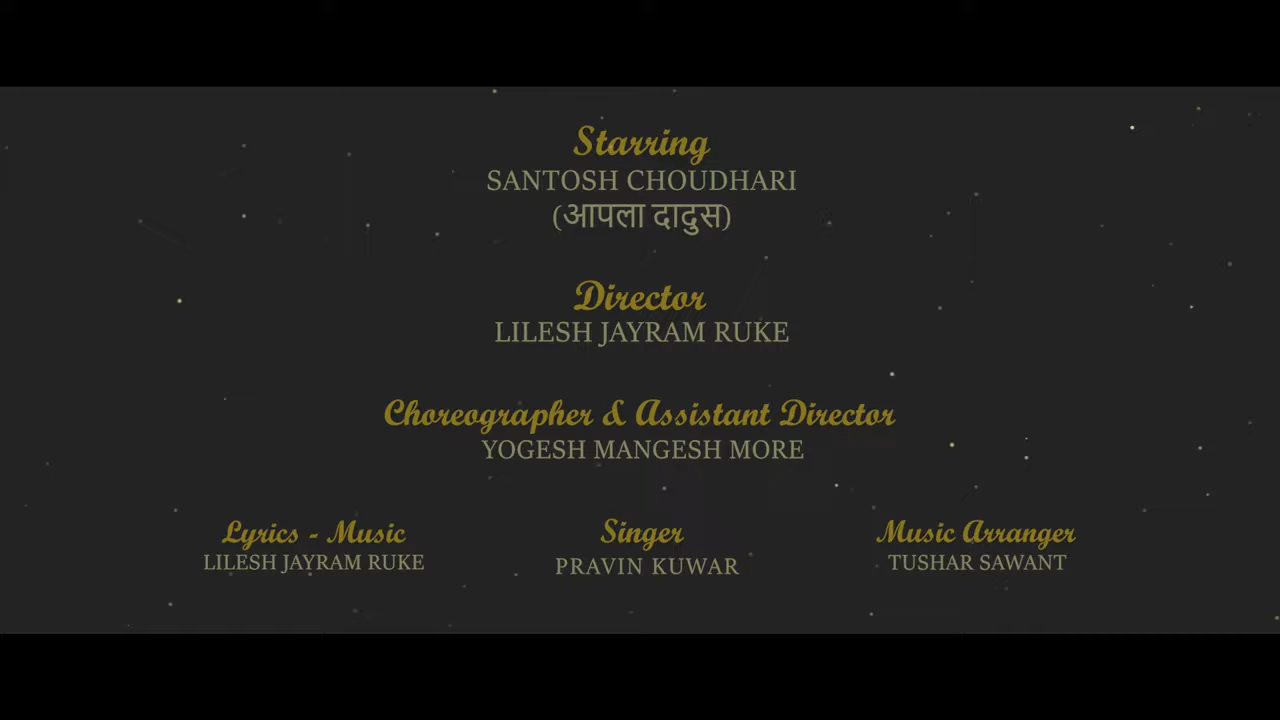 Starring
SANTOSH CHOUDHARI
(आपला दादुस)
Director
LILESH JAYRAM RUKE
Choreographer & Assistant Director
YOGESH MANGESH MORE
Lyrics - Music
LILESH JAYRAM RUKE
Singer
PRAVIN KUWAR
Music Arranger
TUSHAR SAWANT